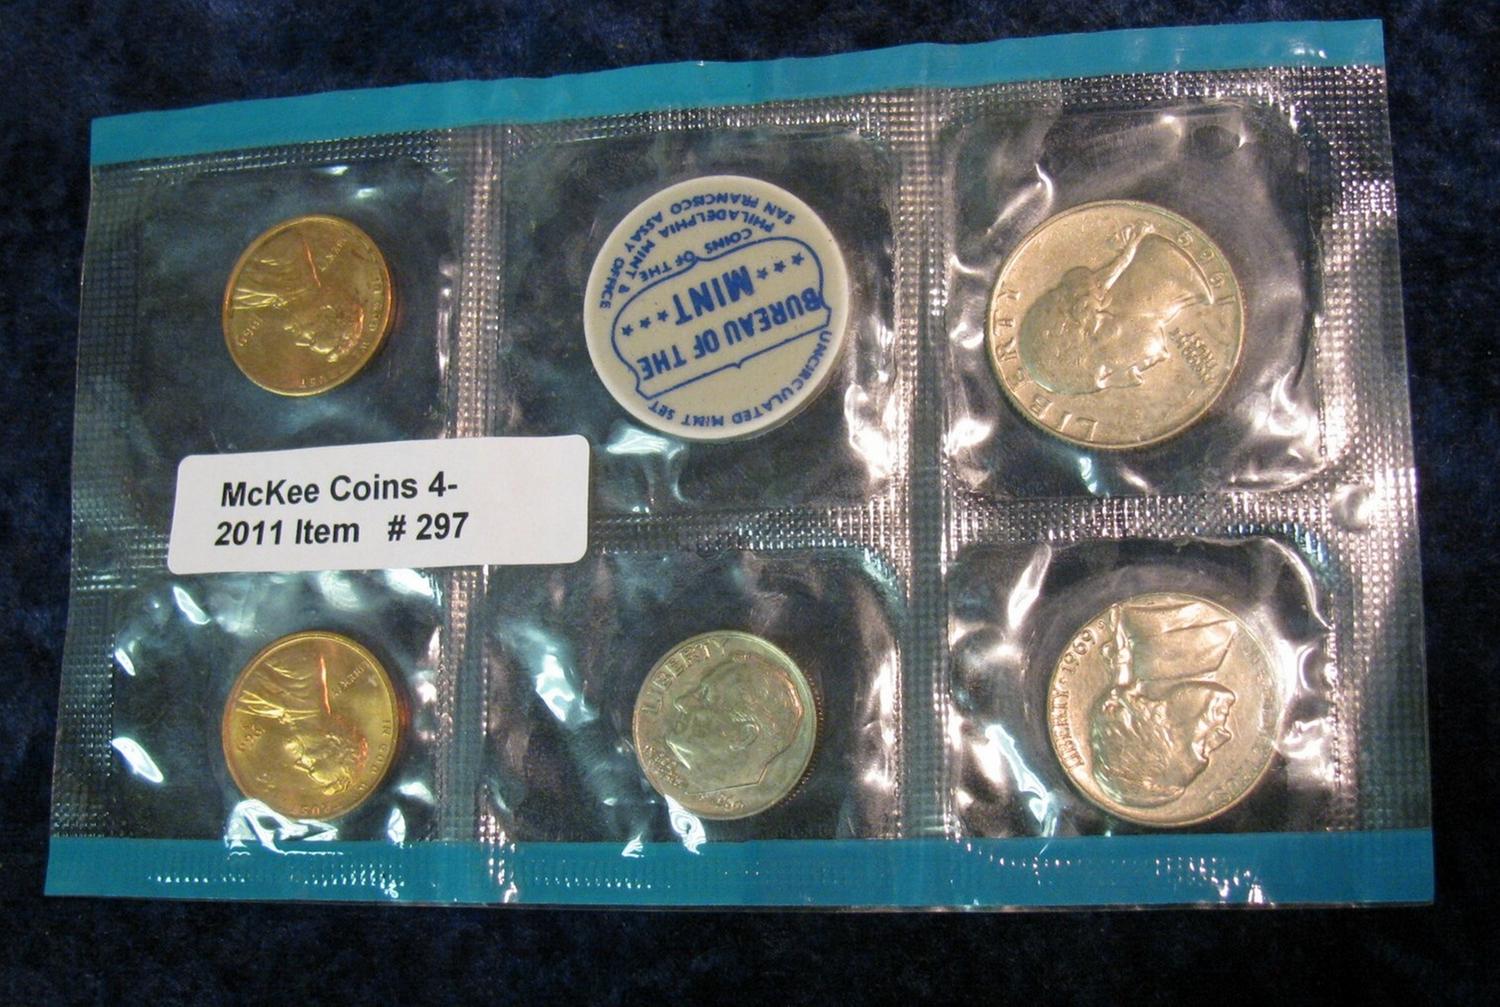 McKee Coins 4-
2011 Item # 297
UNCIRCULATED MINT SET
BUREAU OF THE
MINT
COINS OF THE
PHILADELPHIA MINT &
SAN FRANCISCO ASSAY OFFICE
LIBERTY
1969
LIBERTY
LIBERTY · 1969